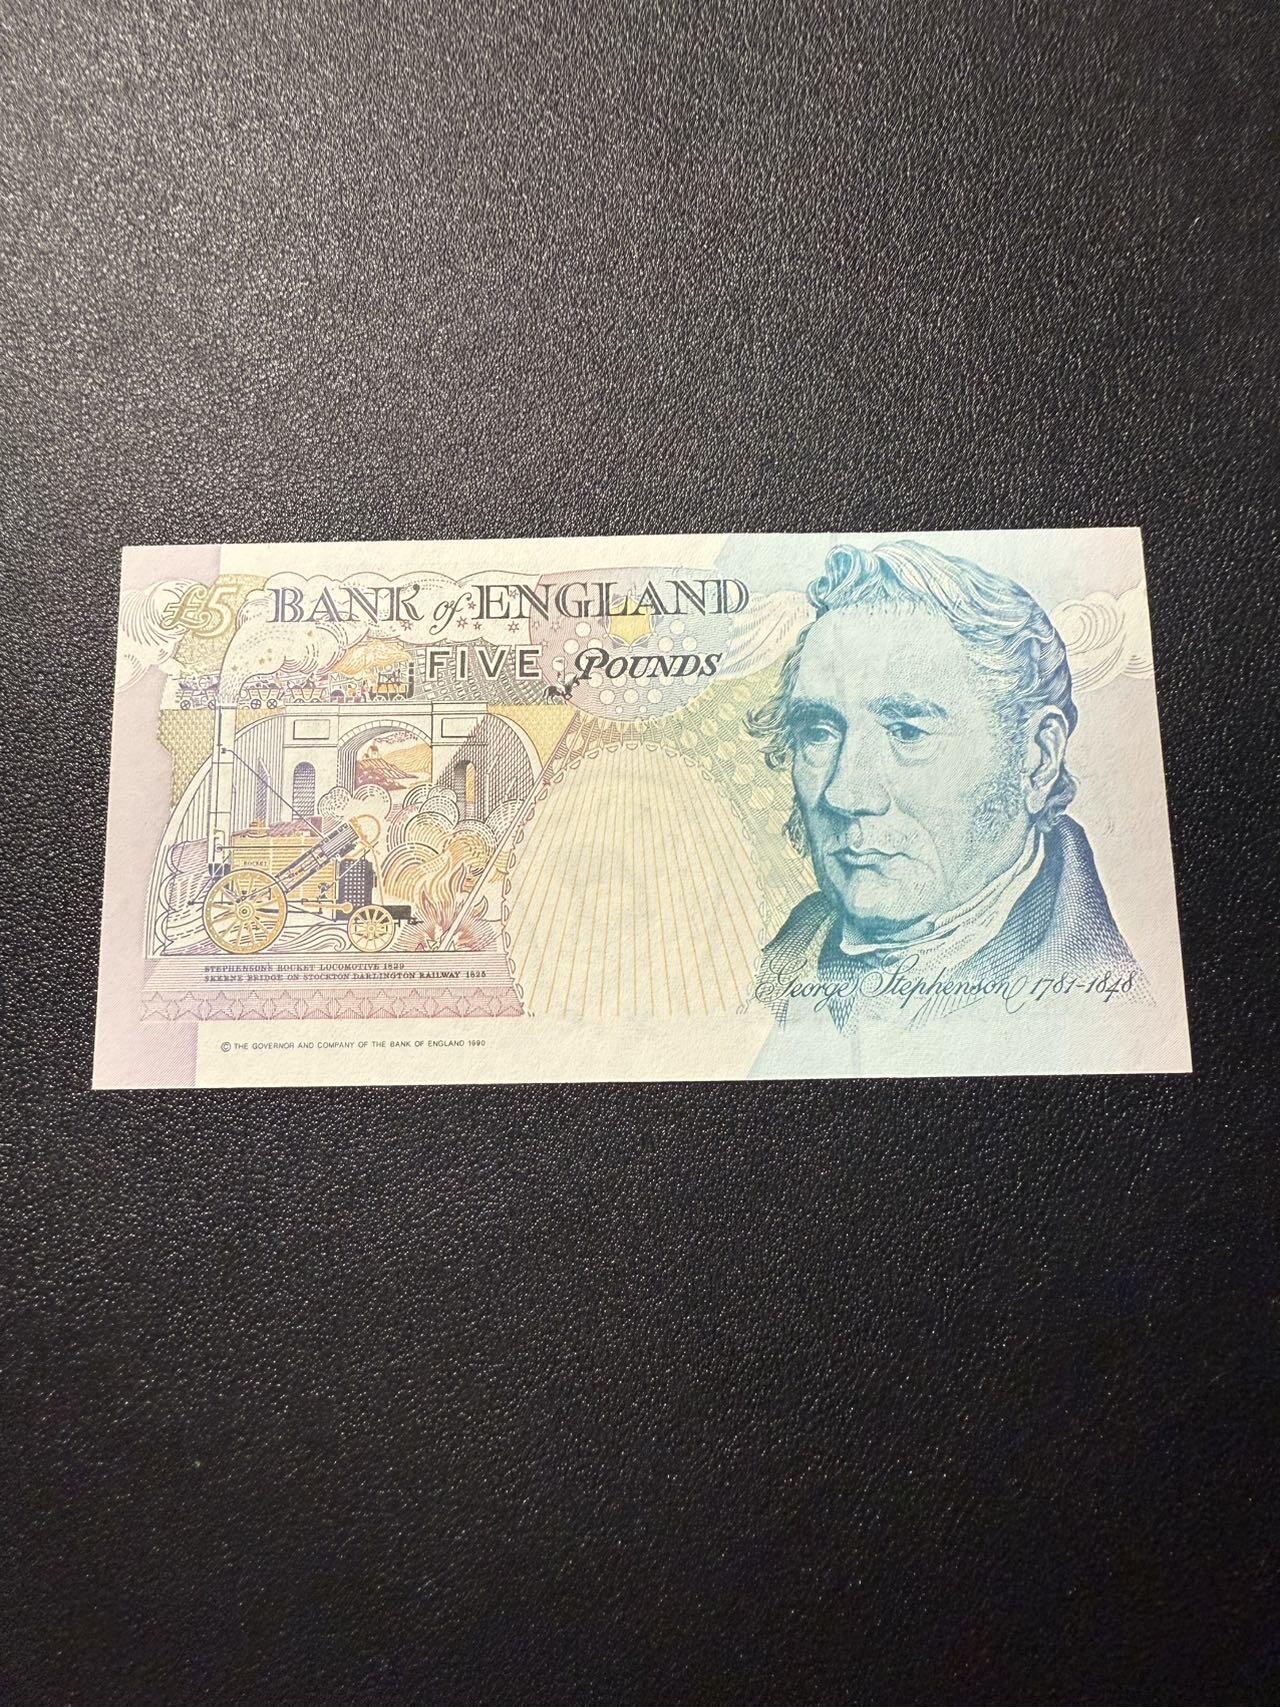 £5
BANK of ENGLAND
FIVE POUNDS
ROCKET
STEPHENSON'S ROCKET LOCOMOTIVE 1829
SKERNE BRIDGE ON STOCKTON DARLINGTON RAILWAY 1825
George Stephenson 1781-1848
© THE GOVERNOR AND COMPANY OF THE BANK OF ENGLAND 1990